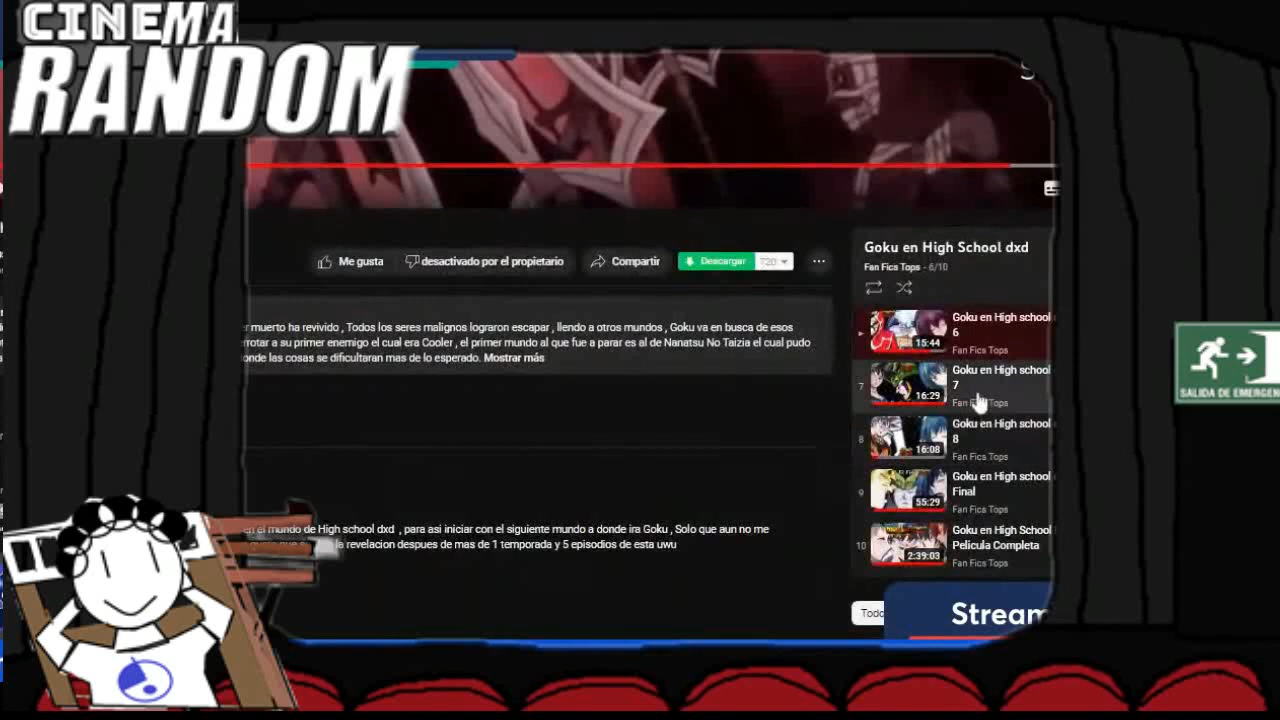 CINEMA
RANDOM
S
Me gusta
desactivado por el propietario
Compartir
Descargar
720
Goku en High School dxd
Fan Fics Tops - 6/10
Goku en High school
6
15:44
Fan Fics Tops
7
Goku en High school
7
16:29
Fan Tops
8
Goku en High school
8
16:08
Fan Fics Tops
9
Goku en High school
Final
55:29
Fan Fics Tops
10
Goku en High School
Pelicula Completa
2:39:03
Fan Fics Tops
er muerto ha revivido , Todos los seres malignos lograron escapar , llendo a otros mundos , Goku va en busca de esos
rrotar a su primer enemigo el cual era Cooler , el primer mundo al que fue a parar es al de Nanatsu No Taizia el cual pudo
onde las cosas se dificultaran mas de lo esperado. Mostrar más
en el mundo de High school dxd , para asi iniciar con el siguiente mundo a donde ira Goku , Solo que aun no me
la revelacion despues de mas de 1 temporada y 5 episodios de esta uwu
Todo
Stream
SALIDA DE EMERGEN